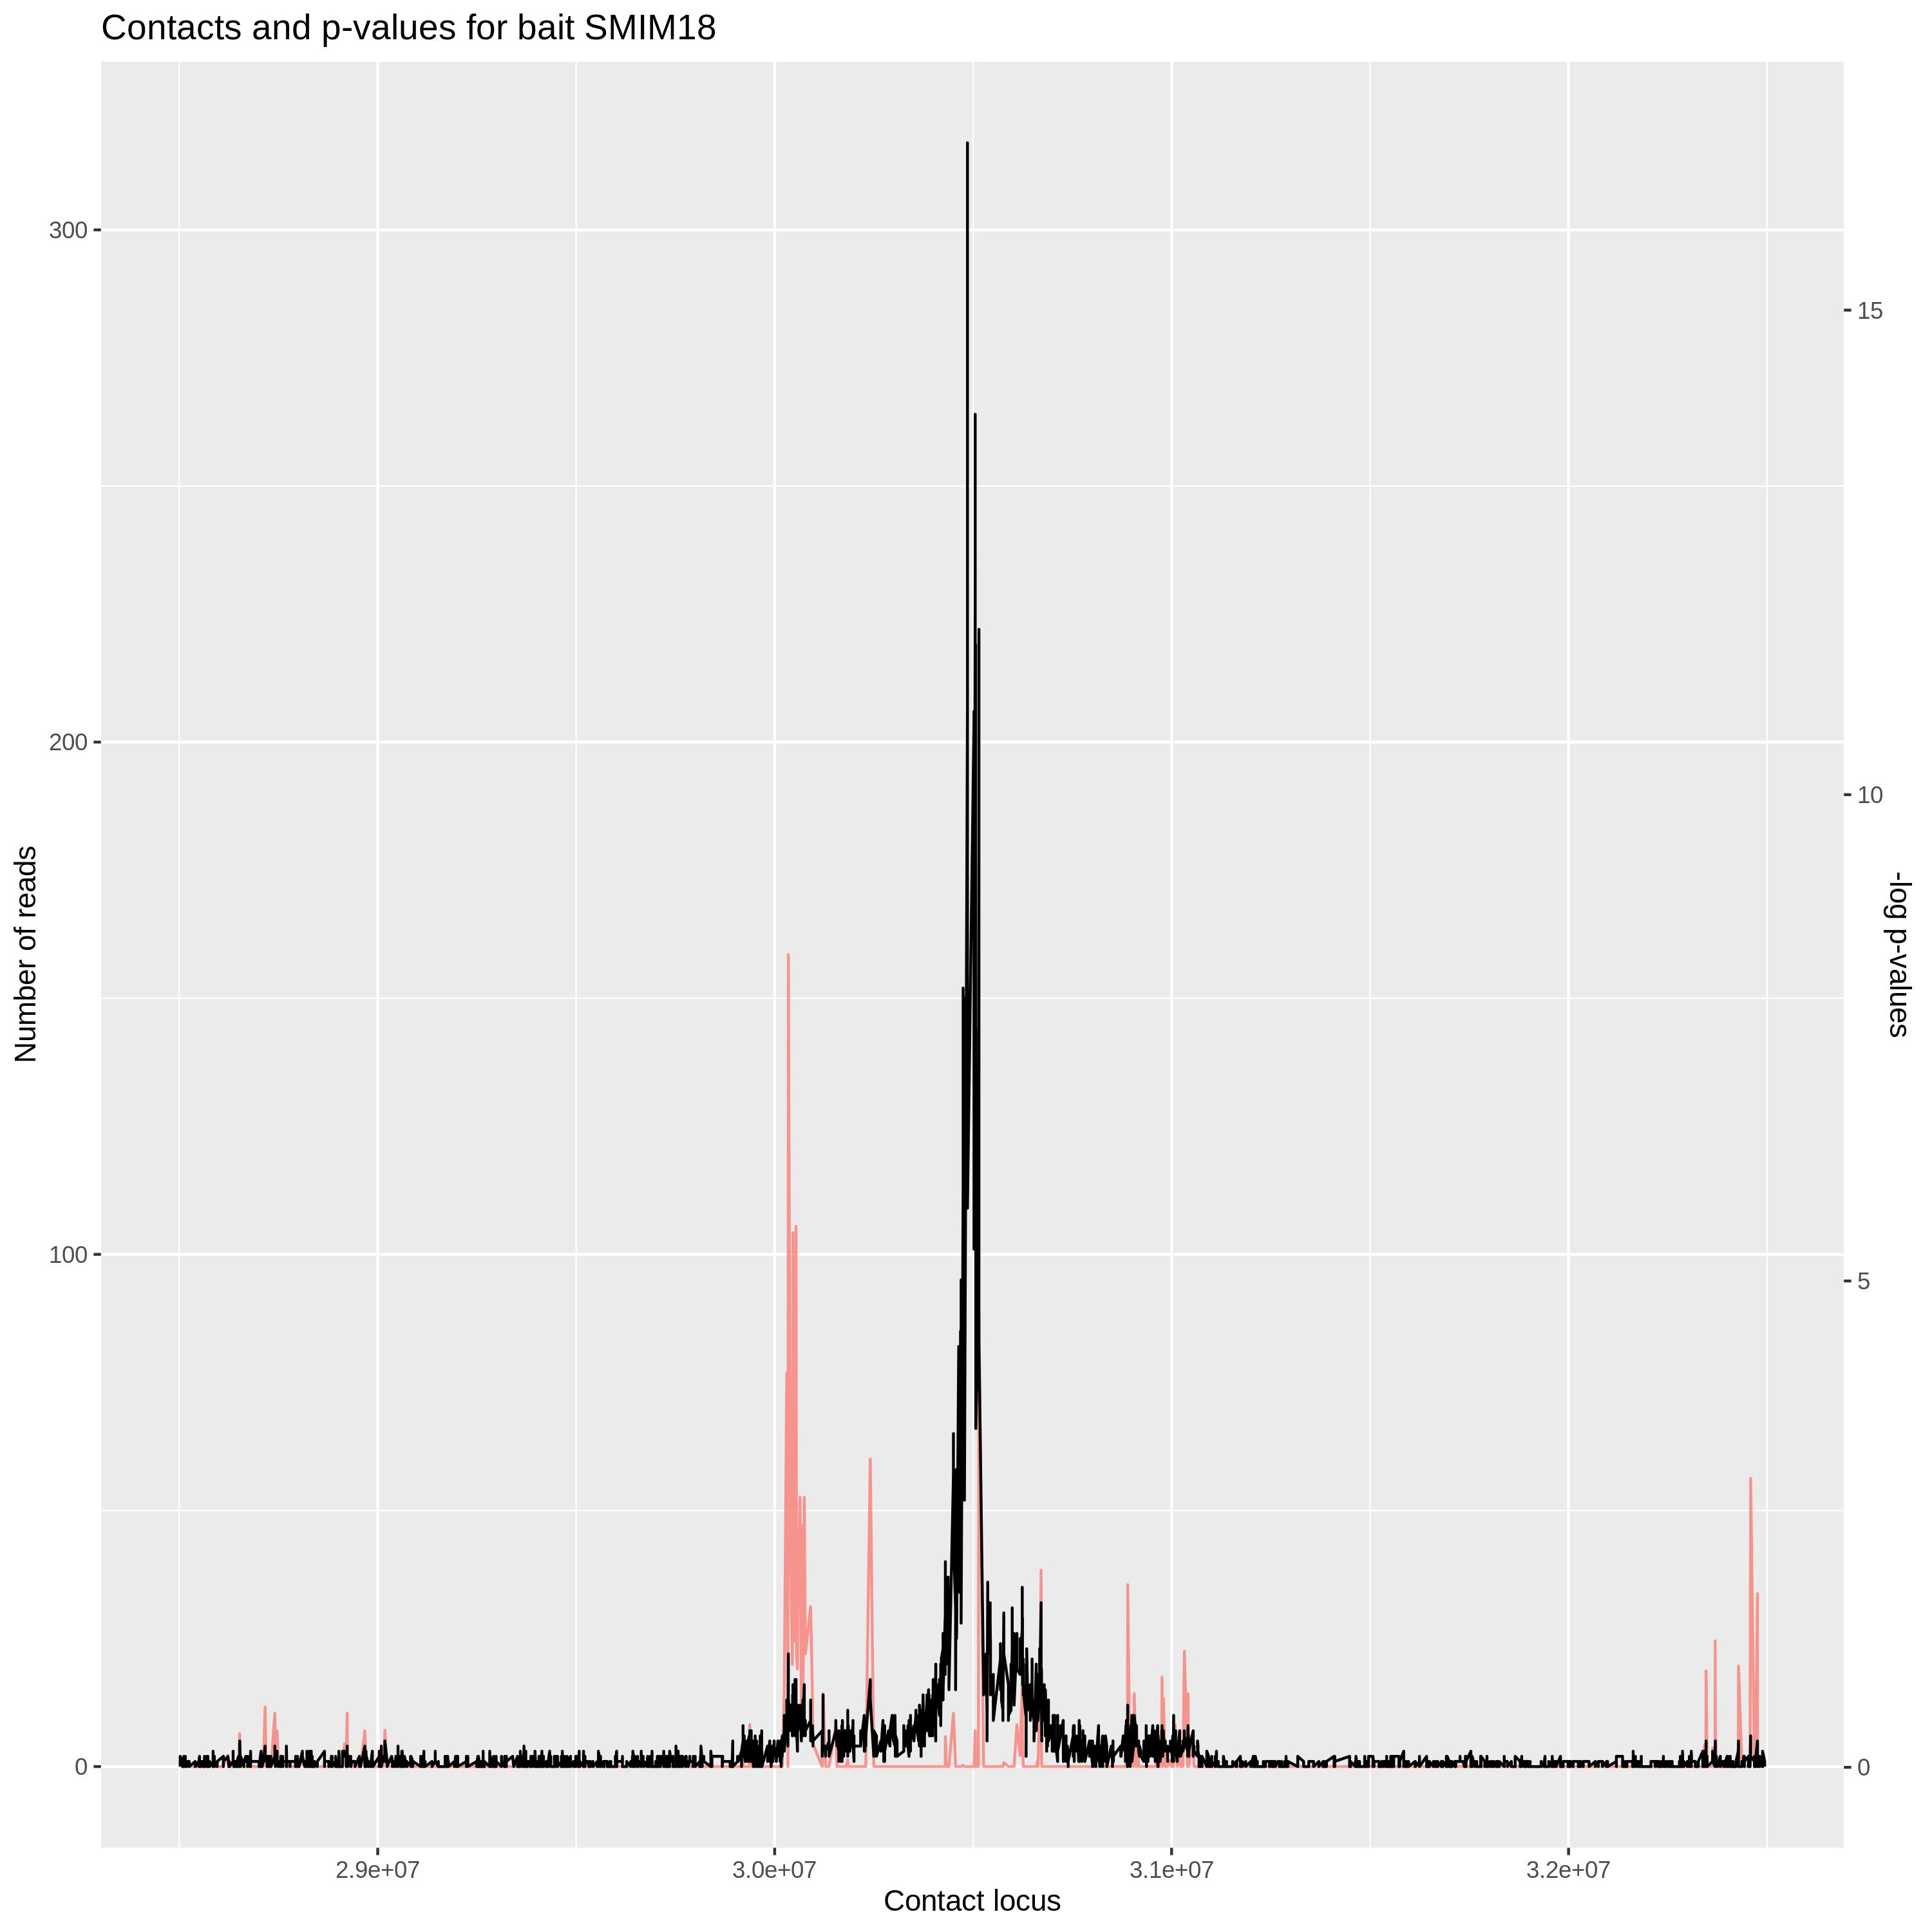 Contacts and p-values for bait SMIM18
300
200
100
0
Number of reads
15
10
5
0
-log p-values
2.9e+07 3.0e+07 3.1e+07 3.2e+07
Contact locus